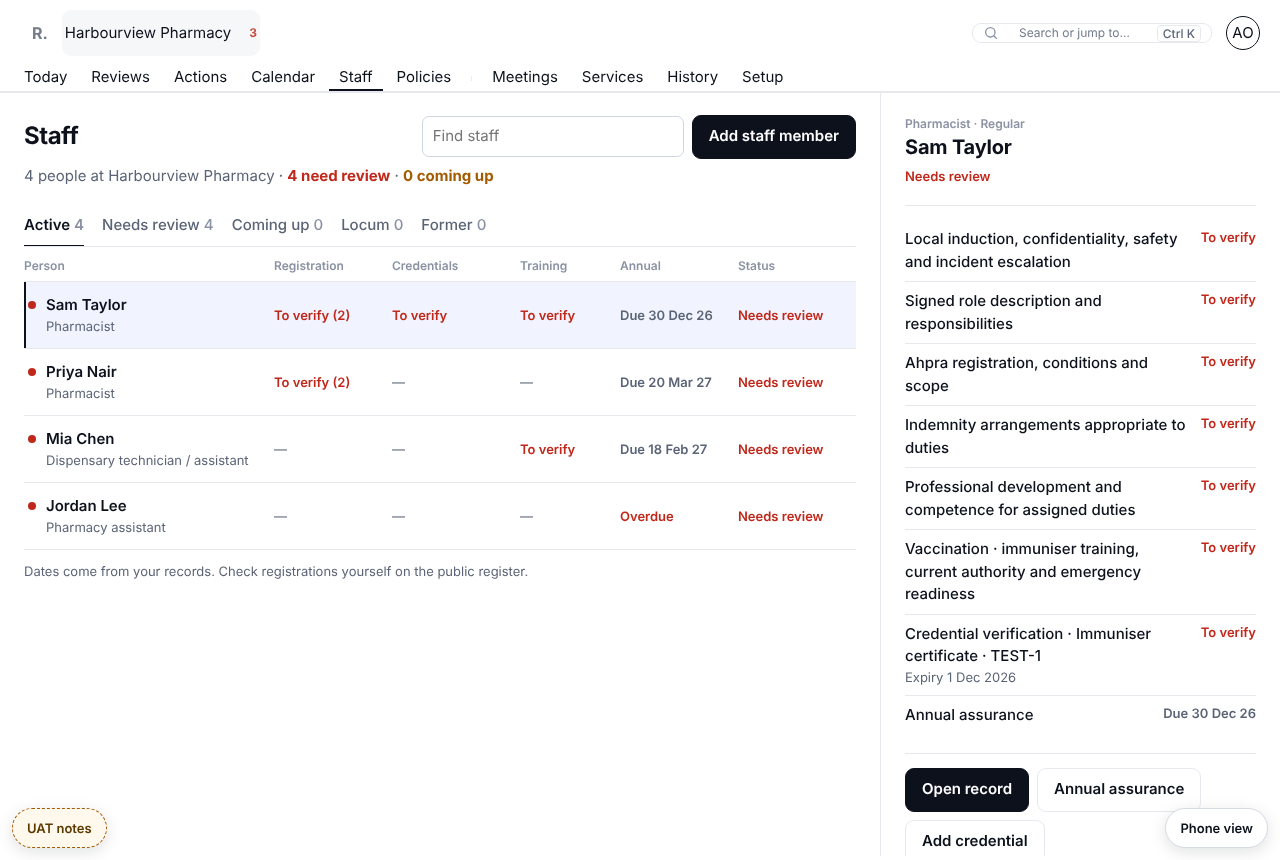 R.
Harbourview Pharmacy 3
Search or jump to... Ctrl K
AO
Today Reviews Actions Calendar Staff Policies Meetings Services History Setup
Staff
Find staff
Add staff member
4 people at Harbourview Pharmacy · 4 need review · 0 coming up
Active 4 Needs review 4 Coming up 0 Locum 0 Former 0
Person Registration Credentials Training Annual Status
Sam Taylor
Pharmacist
To verify (2) To verify To verify Due 30 Dec 26 Needs review
Priya Nair
Pharmacist
To verify (2) — — Due 20 Mar 27 Needs review
Mia Chen
Dispensary technician / assistant
— — To verify Due 18 Feb 27 Needs review
Jordan Lee
Pharmacy assistant
— — — Overdue Needs review
Dates come from your records. Check registrations yourself on the public register.
Pharmacist · Regular
Sam Taylor
Needs review
Local induction, confidentiality, safety To verify
and incident escalation
Signed role description and To verify
responsibilities
Ahpra registration, conditions and To verify
scope
Indemnity arrangements appropriate to To verify
duties
Professional development and To verify
competence for assigned duties
Vaccination · immuniser training, To verify
current authority and emergency
readiness
Credential verification · Immuniser To verify
certificate · TEST-1
Expiry 1 Dec 2026
Annual assurance Due 30 Dec 26
Open record Annual assurance
Add credential
UAT notes
Phone view